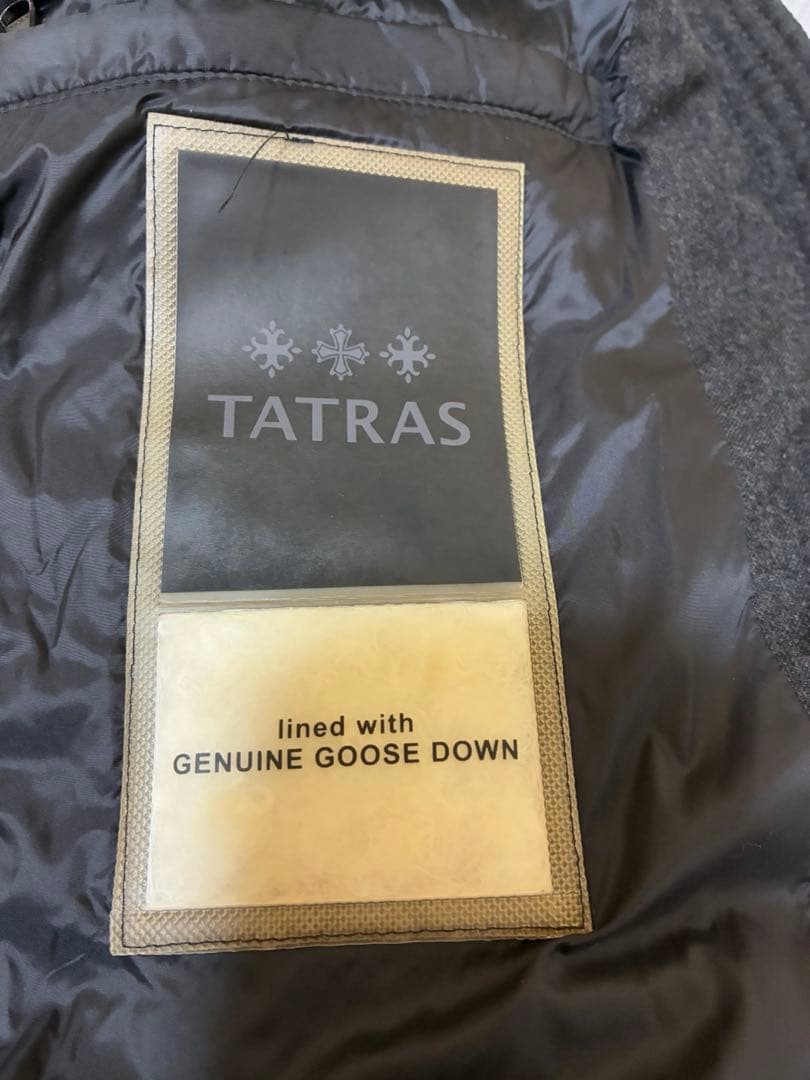 TATRAS
lined with
GENUINE GOOSE DOWN